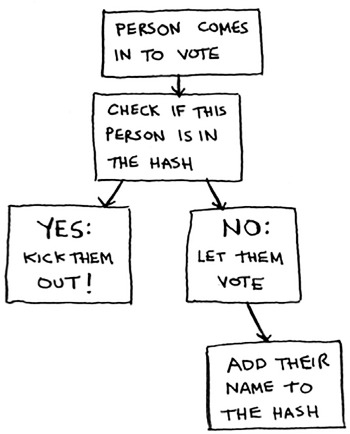 PERSON COMES
IN TO VOTE
CHECK IF THIS
PERSON IS IN
THE HASH
YES:
KICK THEM
OUT!
NO:
LET THEM
VOTE
ADD THEIR
NAME TO
THE HASH